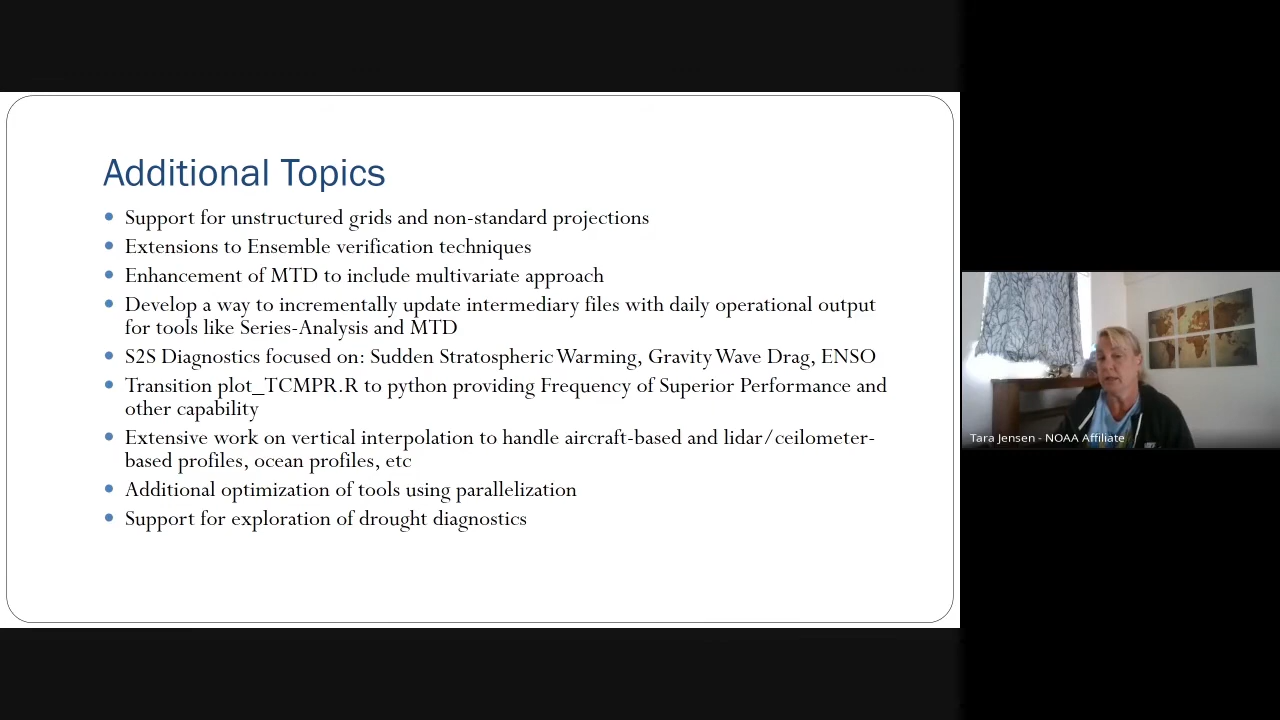 Additional Topics
Support for unstructured grids and non-standard projections
Extensions to Ensemble verification techniques
Enhancement of MTD to include multivariate approach
Develop a way to incrementally update intermediary files with daily operational output
for tools like Series-Analysis and MTD
S2S Diagnostics focused on: Sudden Stratospheric Warming, Gravity Wave Drag, ENSO
Transition plot_TCMPR.R to python providing Frequency of Superior Performance and
other capability
Extensive work on vertical interpolation to handle aircraft-based and lidar/ceilometer-
based profiles, ocean profiles, etc
Additional optimization of tools using parallelization
Support for exploration of drought diagnostics
Tara Jensen - NOAA Affiliate